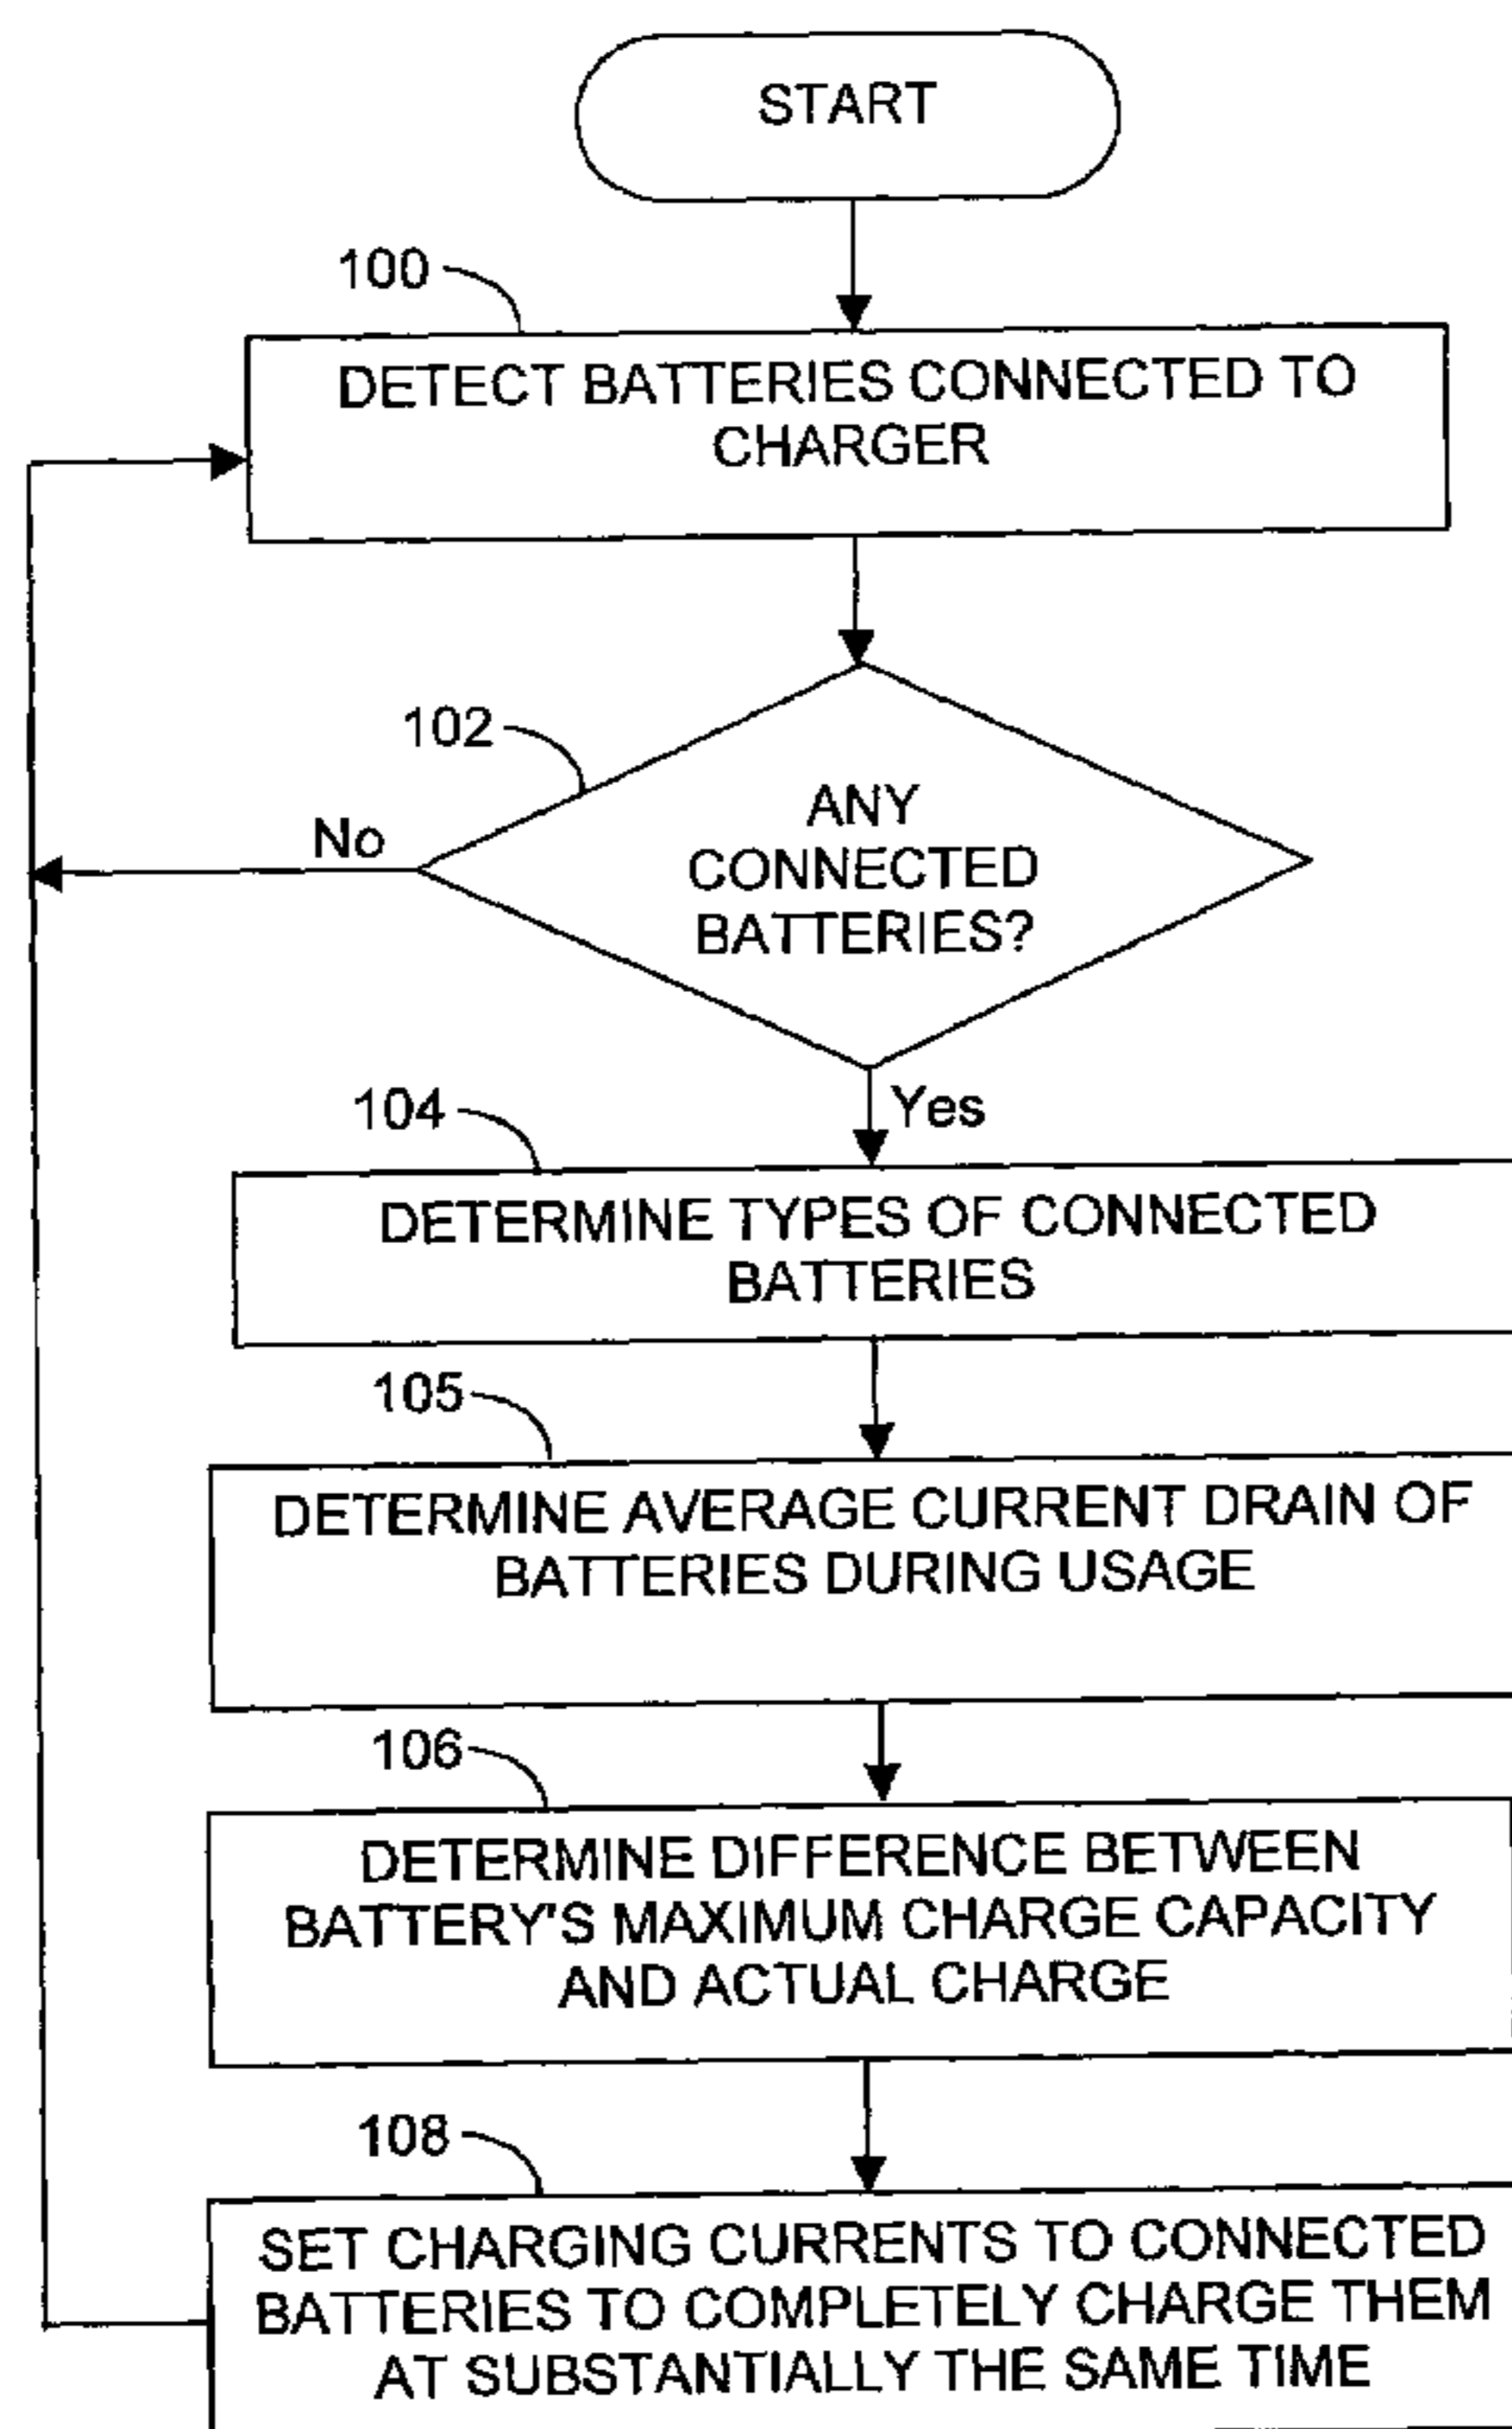 START
100
DETECT BATTERIES CONNECTED TO
CHARGER
102
No
ANY
CONNECTED
BATTERIES?
Yes
104
DETERMINE TYPES OF CONNECTED
BATTERIES
105
DETERMINE AVERAGE CURRENT DRAIN OF
BATTERIES DURING USAGE
106
DETERMINE DIFFERENCE BETWEEN
BATTERY'S MAXIMUM CHARGE CAPACITY
AND ACTUAL CHARGE
108
SET CHARGING CURRENTS TO CONNECTED
BATTERIES TO COMPLETELY CHARGE THEM
AT SUBSTANTIALLY THE SAME TIME